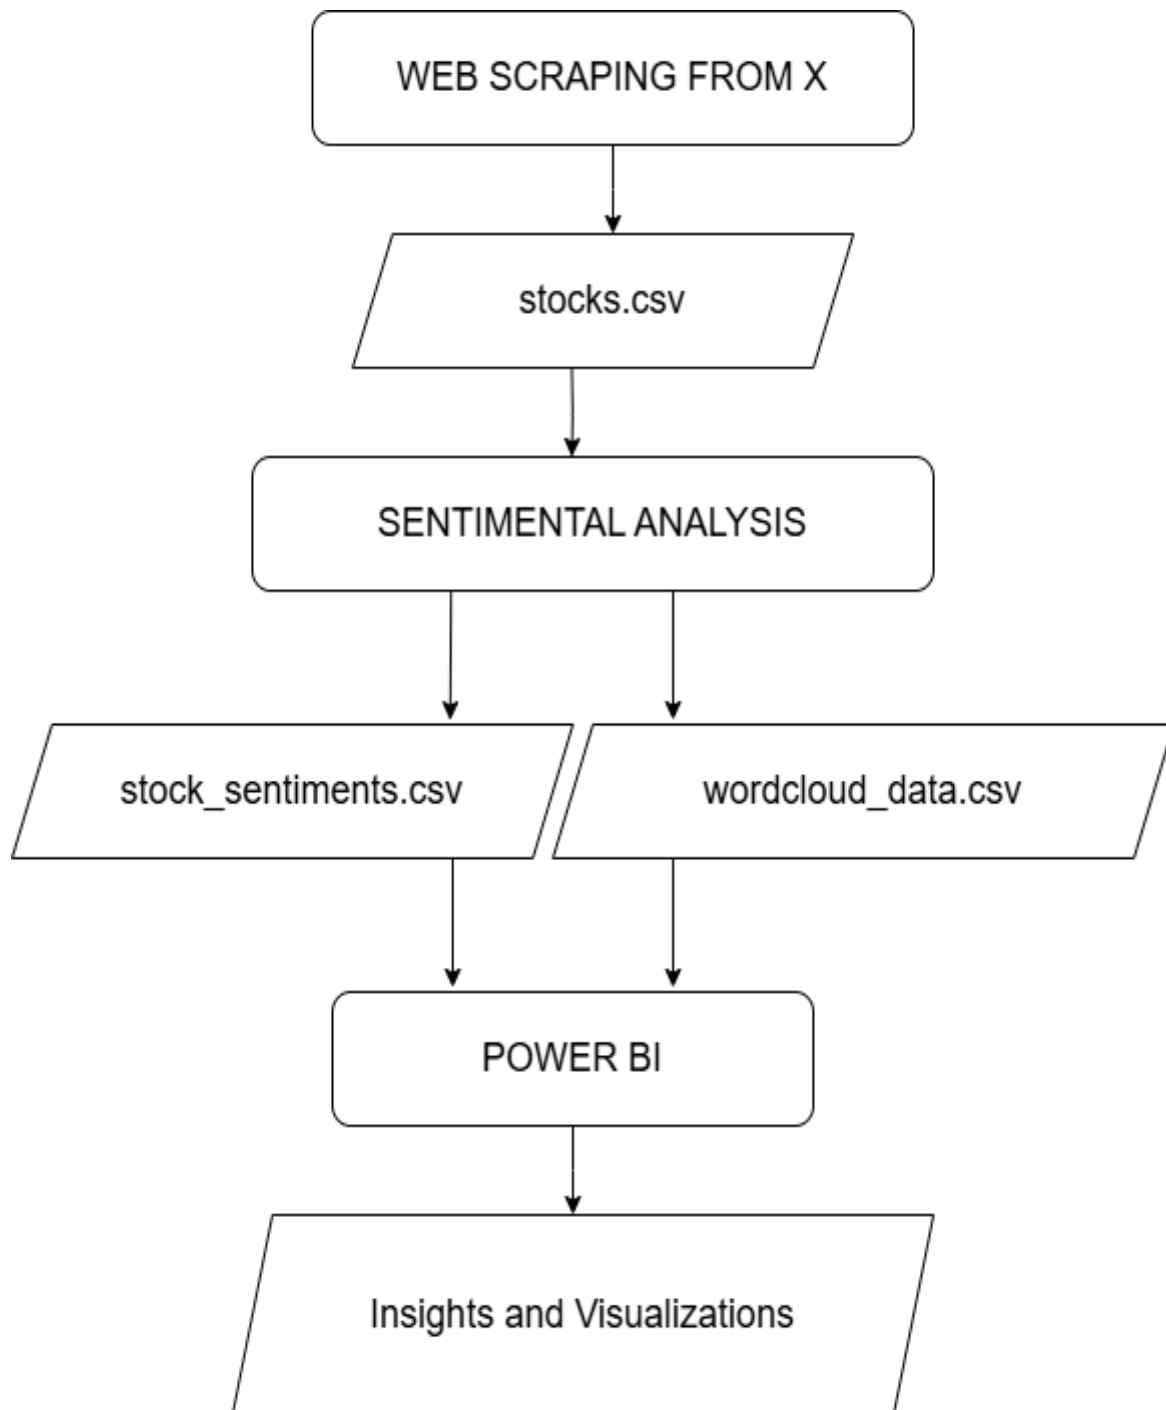 WEB SCRAPING FROM X
stocks.csv
SENTIMENTAL ANALYSIS
stock_sentiments.csv
wordcloud_data.csv
POWER BI
Insights and Visualizations